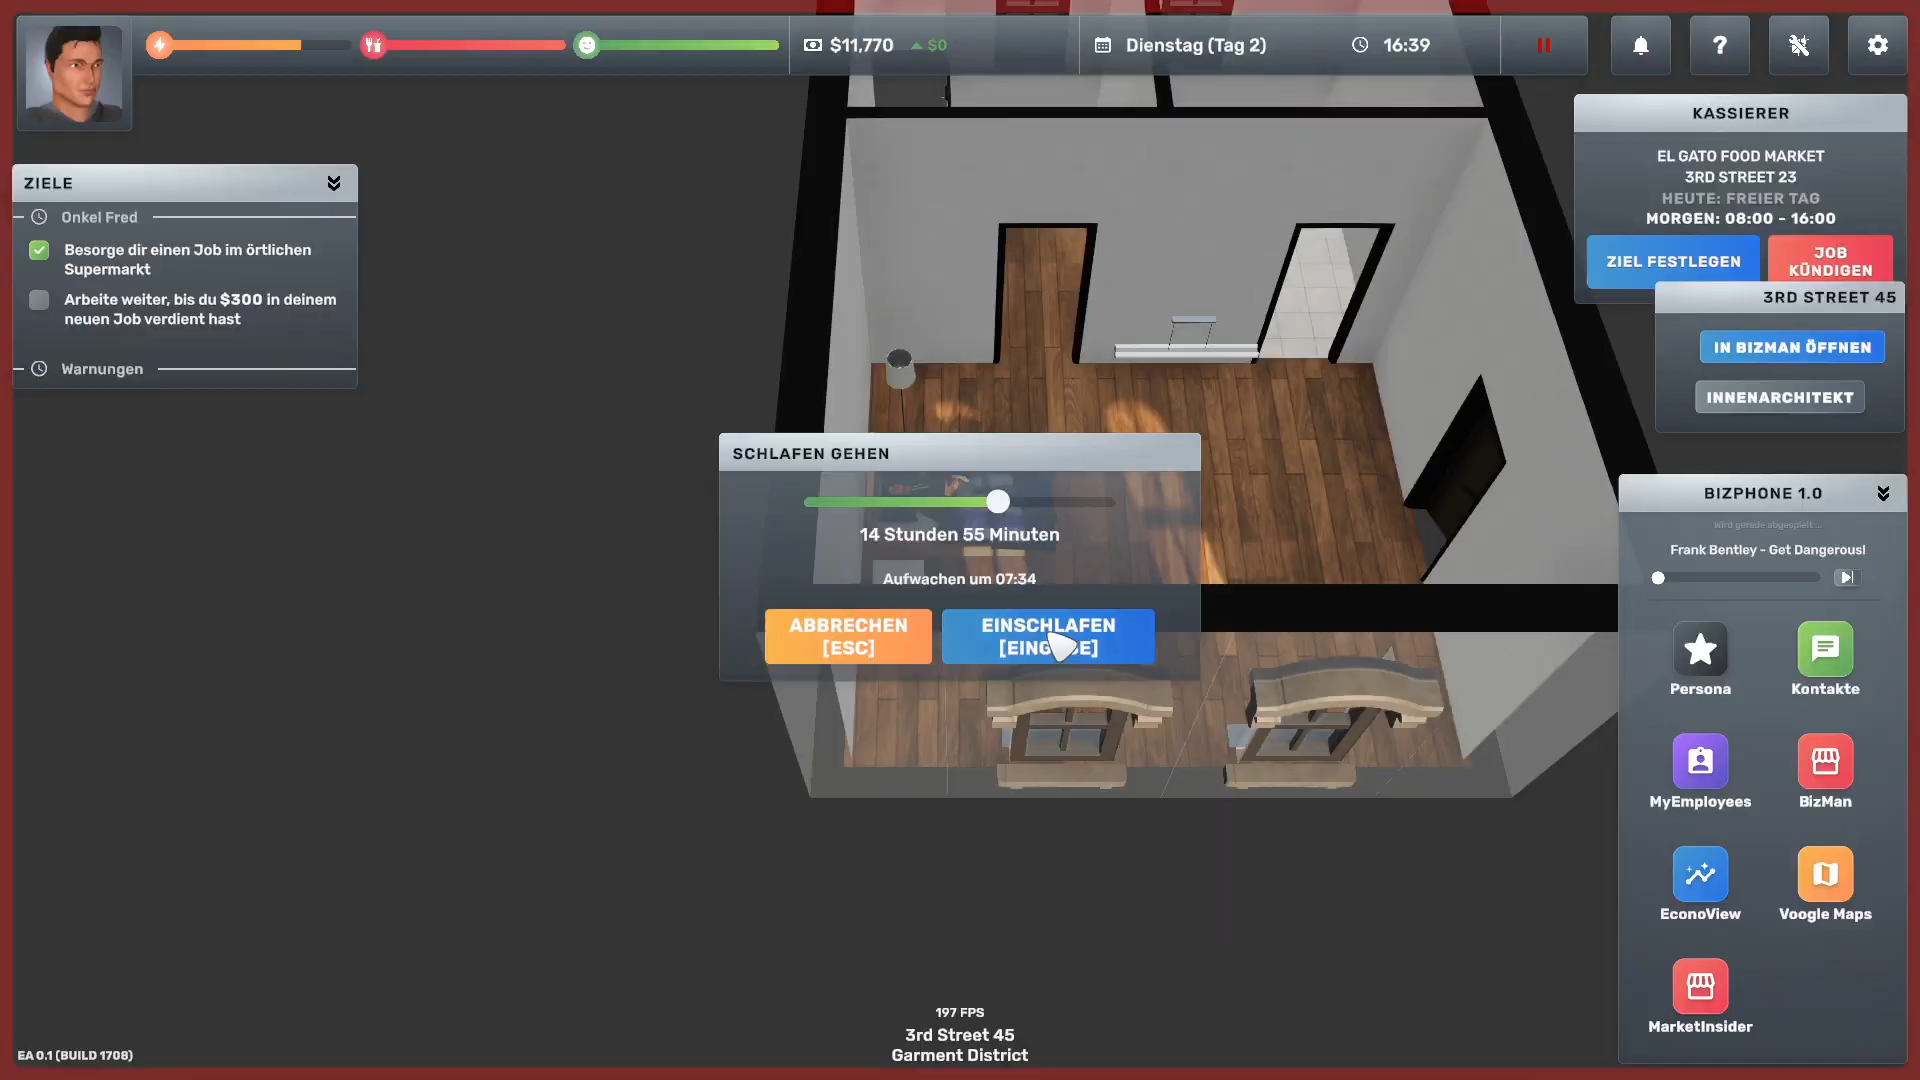 $11,770
$0
Dienstag (Tag 2)
16:39
?
KASSIERER
EL GATO FOOD MARKET
3RD STREET 23
HEUTE: FREIER TAG
MORGEN: 08:00 - 16:00
ZIEL FESTLEGEN
JOB
KÜNDIGEN
ZIELE
Onkel Fred
Besorge dir einen Job im örtlichen
Supermarkt
Arbeite weiter, bis du $300 in deinem
neuen Job verdient hast
Warnungen
3RD STREET 45
IN BIZMAN ÖFFNEN
INNENARCHITEKT
SCHLAFEN GEHEN
14 Stunden 55 Minuten
Aufwachen um 07:34
ABBRECHEN
[ESC]
EINSCHLAFEN
[EINGABE]
BIZPHONE 1.0
Wird gerade abgespielt ...
Frank Bentley - Get Dangerous!
Persona
Kontakte
MyEmployees
BizMan
EconoView
Voogle Maps
MarketInsider
197 FPS
3rd Street 45
Garment District
EA 0.1 (BUILD 1708)